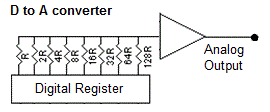 D to A converter
R
2R
4R
8R
16R
32R
64R
128R
Analog
Output
Digital Register